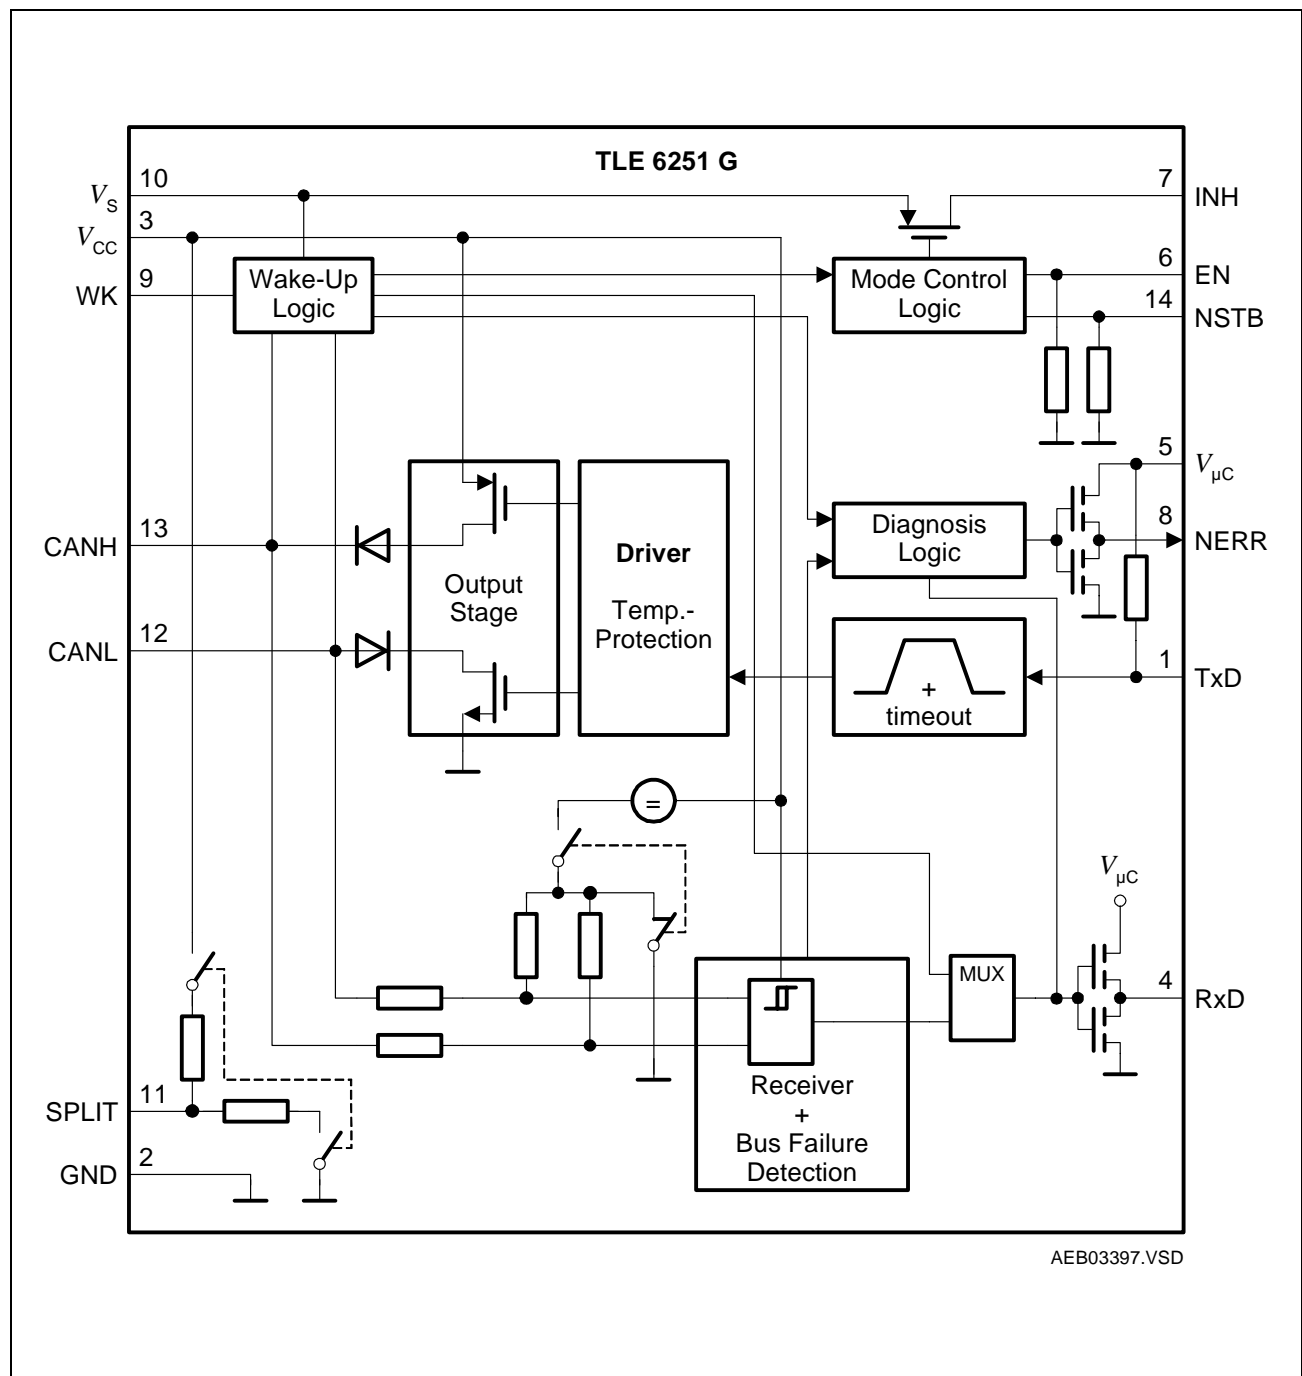 TLE 6251 G
10
7
V_S
INH
3
V_CC
6
9
Wake-Up
Logic
Mode Control
Logic
EN
WK
14
NSTB
5
V_µC
13
Diagnosis
Logic
8
CANH
Driver
NERR
Output
Stage
Temp.-
Protection
12
CANL
1
+
timeout
TxD
=
V_µC
MUX
4
RxD
Receiver
+
Bus Failure
Detection
11
SPLIT
2
GND
AEB03397.VSD